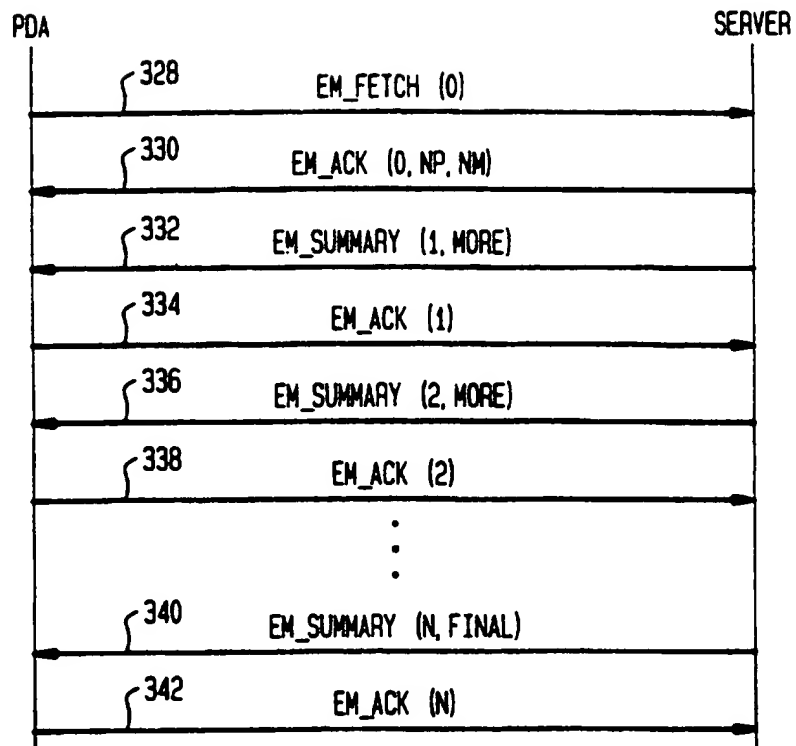 PDA SERVER
328 EM_FETCH (0)
330 EM_ACK (0, NP, NM)
332 EM_SUMMARY (1, MORE)
334 EM_ACK (1)
336 EM_SUMMARY (2, MORE)
338 EM_ACK (2)
340 EM_SUMMARY (N, FINAL)
342 EM_ACK (N)